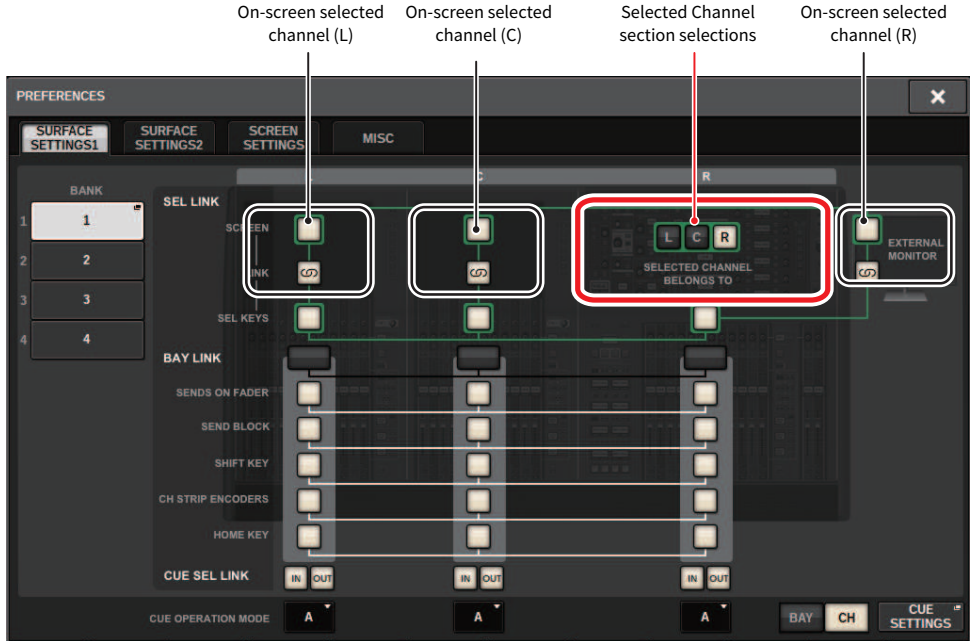 On-screen selected
channel (L)
On-screen selected
channel (C)
Selected Channel
section selections
On-screen selected
channel (R)
PREFERENCES
SURFACE
SETTINGS1
SURFACE
SETTINGS2
SCREEN
SETTINGS
MISC
BANK
1
1
2
2
3
3
4
4
C
R
SEL LINK
SCREEN
L C R
SELECTED CHANNEL
BELONGS TO
EXTERNAL
MONITOR
SEL KEYS
BAY LINK
SENDS ON FADER
SEND BLOCK
SHIFT KEY
CH STRIP ENCODERS
HOME KEY
CUE SEL LINK
IN OUT
IN OUT
IN OUT
CUE OPERATION MODE
A
A
A
BAY
CH
CUE
SETTINGS